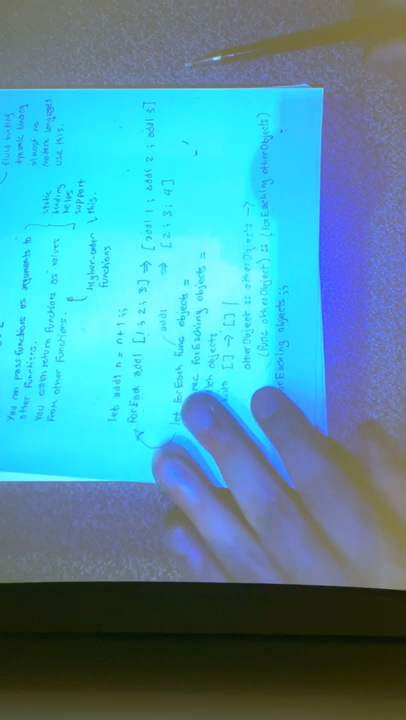 Fluid binding
dynamic binding
almost no
modern languages
use this.
You can pass functions as arguments to
other functions.
You can return functions as values
from other functions.
static
binding
helps
support
this.
higher-order
functions
let add1 n = n+1 ;;
forEach add1 [1; 2; 3] ⇒ [add1 1 ; add1 2 ; add1 3]
add1 ⇒ [2; 3; 4]
let forEach func objects =
rec forEaching objects =
objects
[] → [] |
otherObject :: otherObjects →
(func otherObject) :: (forEaching otherObjects)
forEaching objects ;;